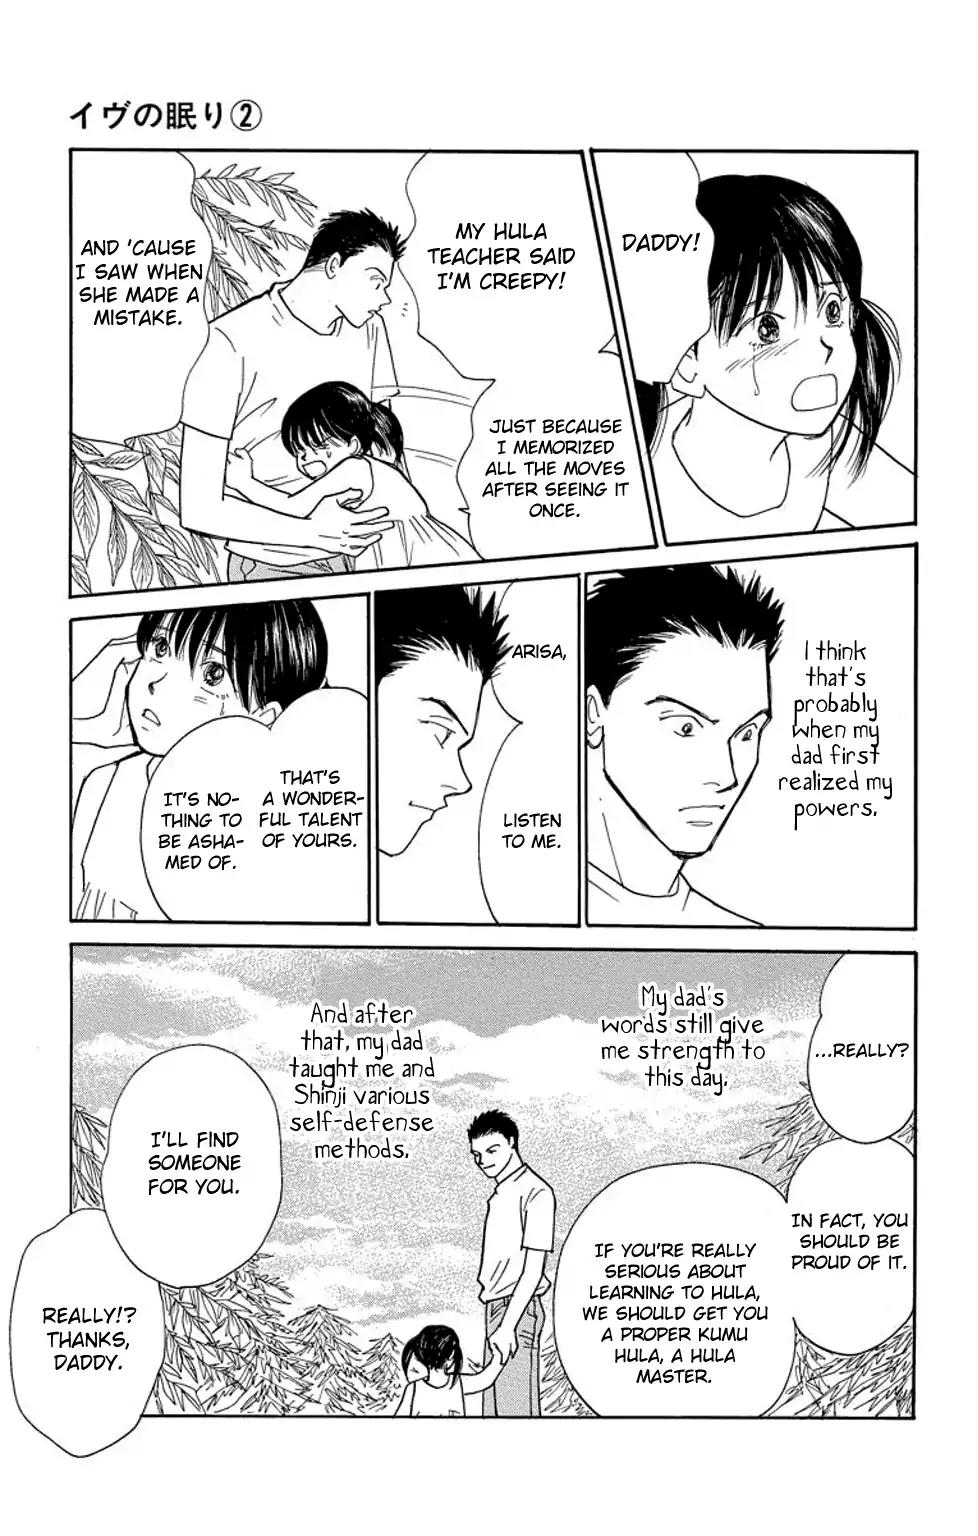 イヴの眠り②
DADDY!
MY HULA
TEACHER SAID
I'M CREEPY!
JUST BECAUSE
I MEMORIZED
ALL THE MOVES
AFTER SEEING IT
ONCE.
AND 'CAUSE
I SAW WHEN
SHE MADE A
MISTAKE.
I think
that's
probably
when my
dad first
realized my
powers.
ARISA,
LISTEN
TO ME.
THAT'S
A WONDER-
FUL TALENT
OF YOURS.
IT'S NO-
THING TO
BE ASHA-
MED OF.
...REALLY?
IN FACT, YOU
SHOULD BE
PROUD OF IT.
My dad's
words still give
me strength to
this day.
IF YOU'RE REALLY
SERIOUS ABOUT
LEARNING TO HULA,
WE SHOULD GET YOU
A PROPER KUMU
HULA, A HULA
MASTER.
And after
that, my dad
taught me and
Shinji various
self-defense
methods.
I'LL FIND
SOMEONE
FOR YOU.
REALLY!?
THANKS,
DADDY.